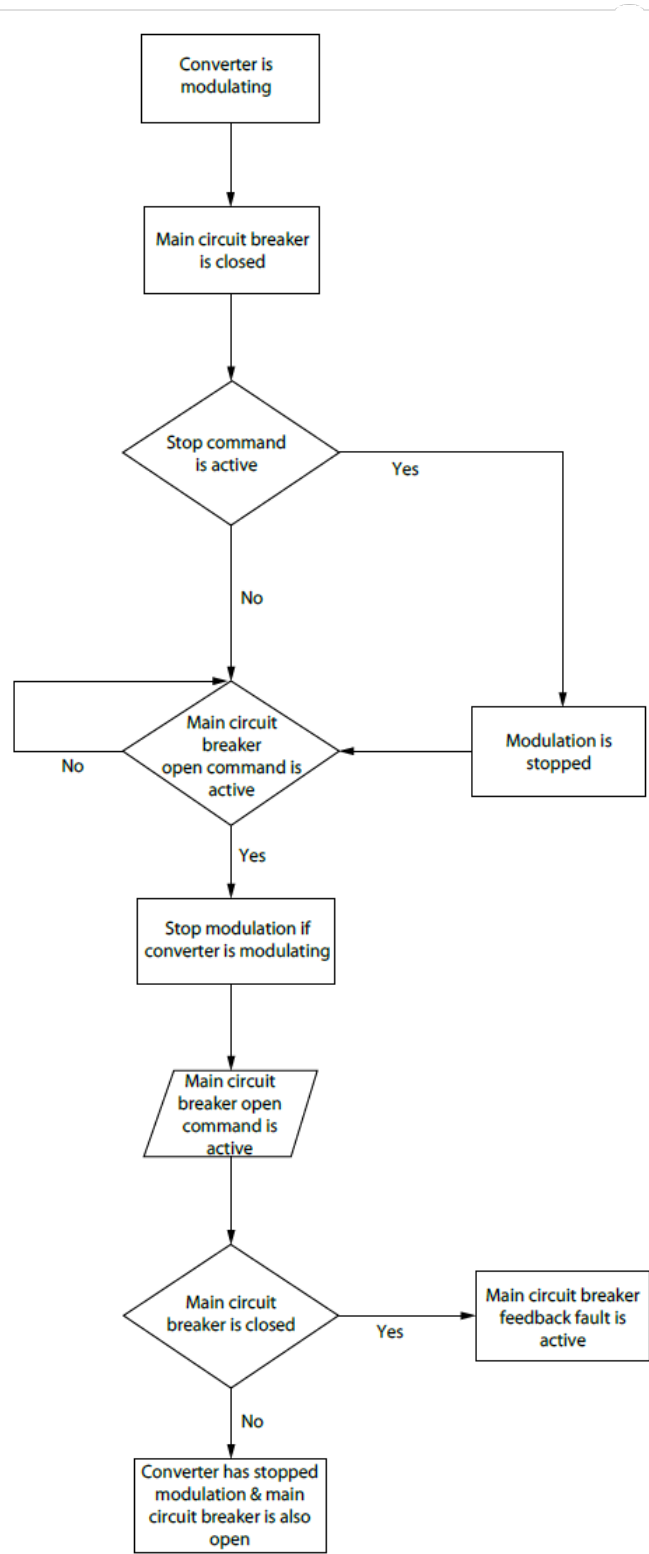 Converter is
modulating
Main circuit breaker
is closed
Stop command
is active
Yes
No
Main circuit
breaker
open command is
active
No
Modulation is
stopped
Yes
Stop modulation if
converter is modulating
Main circuit
breaker open
command is
active
Main circuit
breaker is closed
Yes
Main circuit breaker
feedback fault is
active
No
Converter has stopped
modulation & main
circuit breaker is also
open